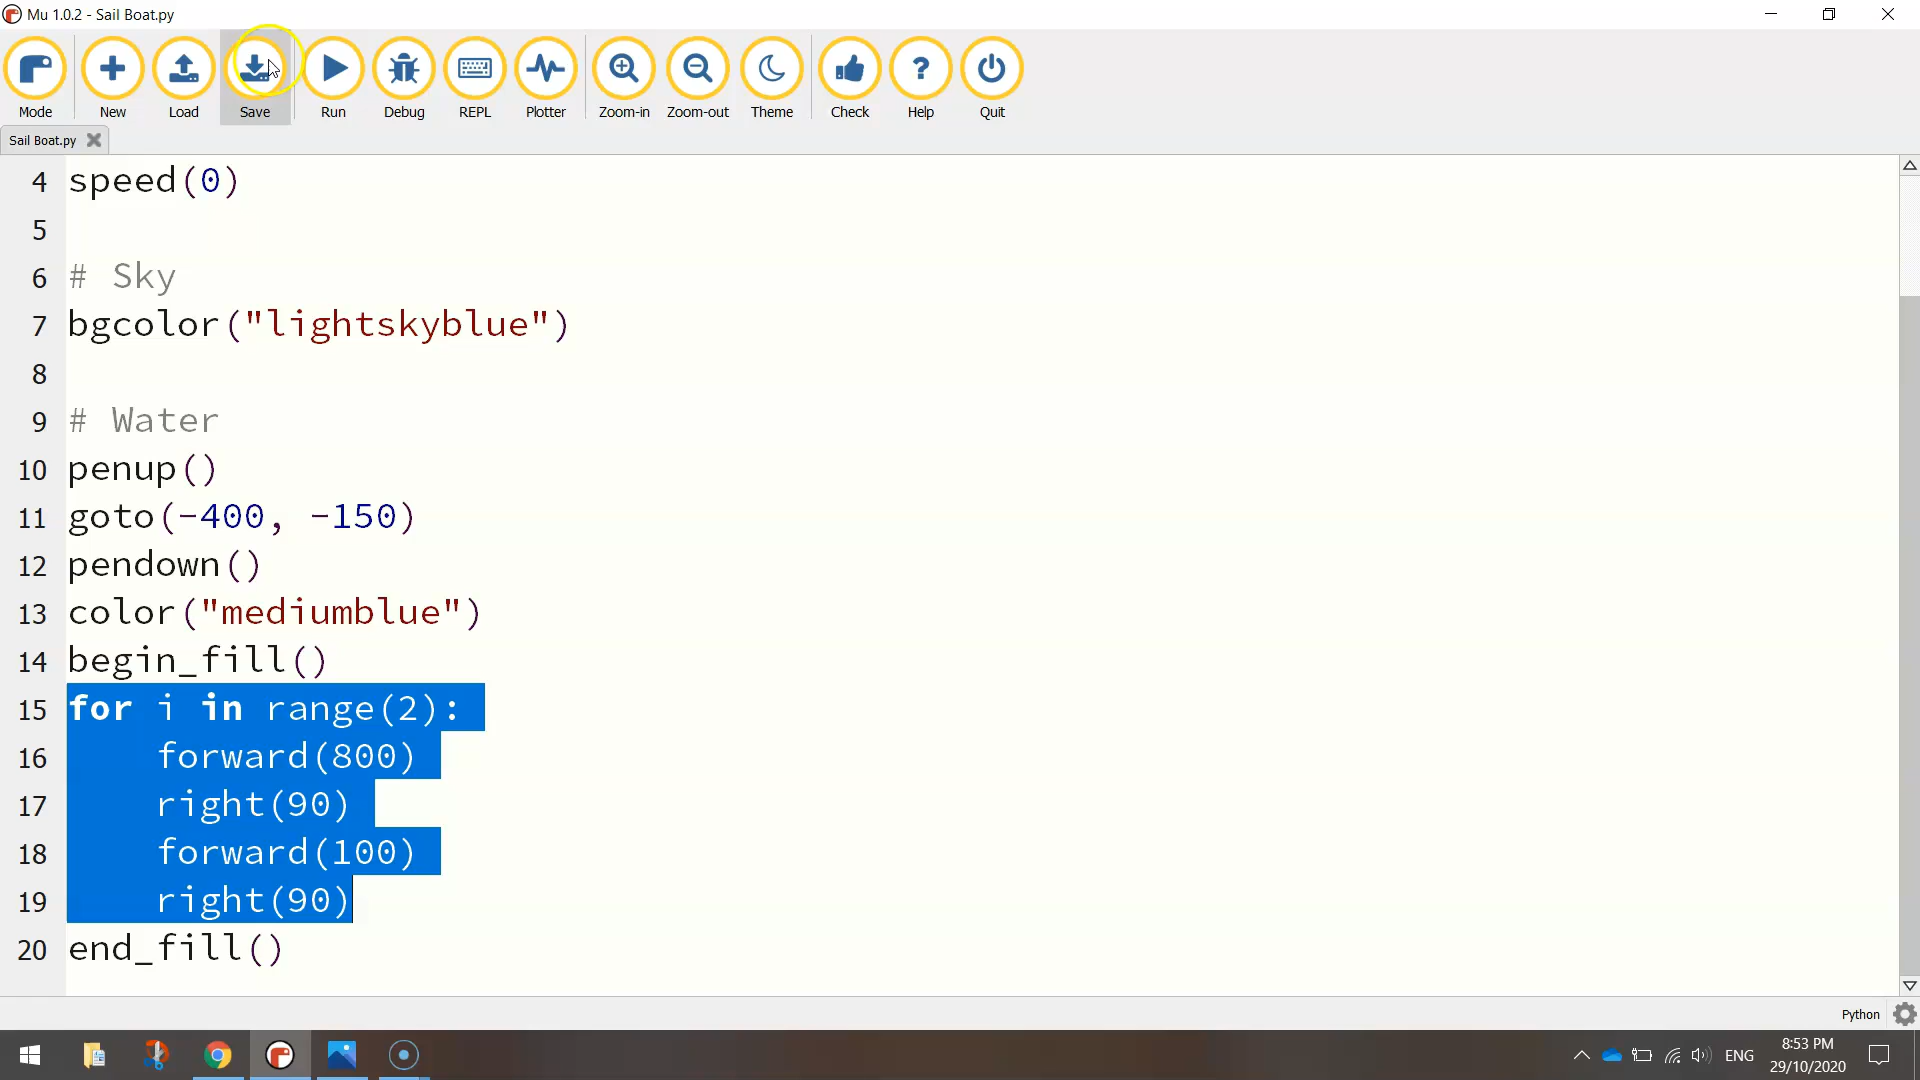 Mu 1.0.2 - Sail Boat.py
Mode New Load Save Run Debug REPL Plotter Zoom-in Zoom-out Theme Check Help Quit
Sail Boat.py
4 speed(0)
5
6 # Sky
7 bgcolor("lightskyblue")
8
9 # Water
10 penup()
11 goto(-400, -150)
12 pendown()
13 color("mediumblue")
14 begin_fill()
15 for i in range(2):
16     forward(800)
17     right(90)
18     forward(100)
19     right(90)
20 end_fill()
Python
ENG
8:53 PM
29/10/2020